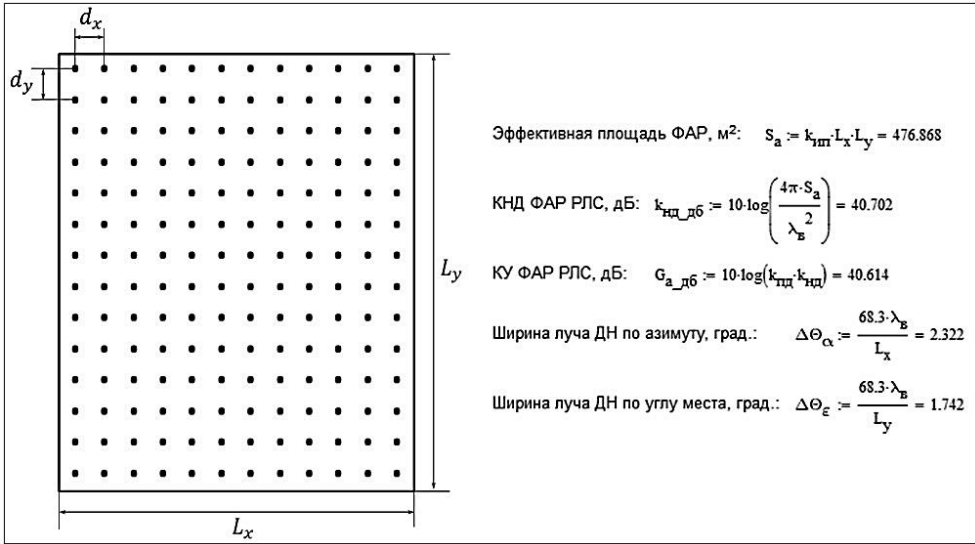 d_x
d_y
L_y
L_x
Эффективная площадь ФАР, м²: S_а := k_ип·L_x·L_y = 476.868
КНД ФАР РЛС, дБ: k_нд_дб := 10·log(4π·S_а / λ_в²) = 40.702
КУ ФАР РЛС, дБ: G_а_дб := 10·log(k_пд·k_нд) = 40.614
Ширина луча ДН по азимуту, град.: ΔΘ_α := 68.3·λ_в / L_x = 2.322
Ширина луча ДН по углу места, град.: ΔΘ_ε := 68.3·λ_в / L_y = 1.742